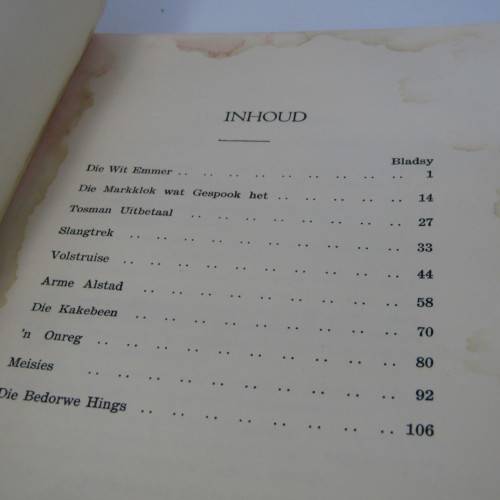 INHOUD
Bladsy
Die Wit Emmer .. .. .. .. .. .. .. .. .. 1
Die Markklok wat Gespook het .. .. .. .. .. 14
Tosman Uitbetaal .. .. .. .. .. .. .. .. 27
Slangtrek .. .. .. .. .. .. .. .. .. .. 33
Volstruise .. .. .. .. .. .. .. .. .. 44
Arme Alstad .. .. .. .. .. .. .. .. .. 58
Die Kakebeen .. .. .. .. .. .. .. .. .. 70
'n Onreg .. .. .. .. .. .. .. .. .. .. 80
Meisies .. .. .. .. .. .. .. .. .. .. 92
Die Bedorwe Hings .. .. .. .. .. .. .. .. .. 106